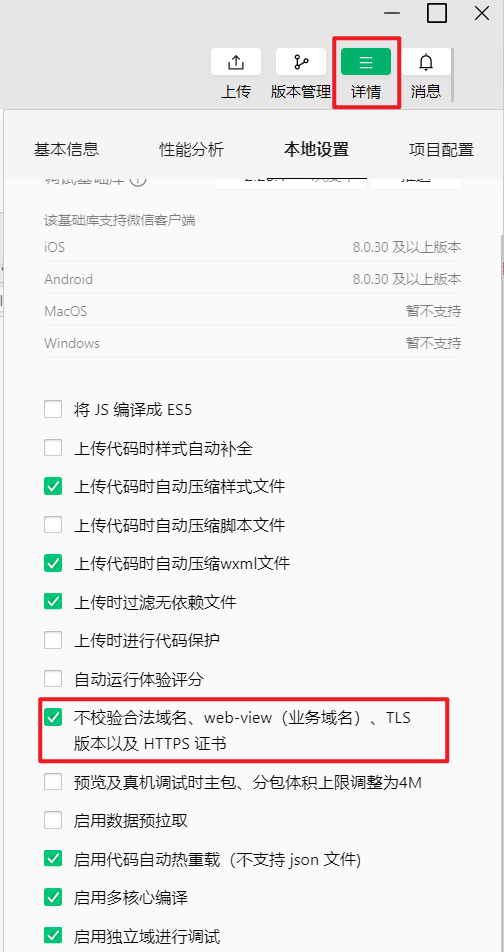 上传 版本管理 详情 消息
基本信息 性能分析 本地设置 项目配置
调试基础库
该基础库支持微信客户端
iOS 8.0.30 及以上版本
Android 8.0.30 及以上版本
MacOS 暂不支持
Windows 暂不支持
将 JS 编译成 ES5
上传代码时样式自动补全
上传代码时自动压缩样式文件
上传代码时自动压缩脚本文件
上传代码时自动压缩wxml文件
上传时过滤无依赖文件
上传时进行代码保护
自动运行体验评分
不校验合法域名、web-view（业务域名）、TLS
版本以及 HTTPS 证书
预览及真机调试时主包、分包体积上限调整为4M
启用数据预拉取
启用代码自动热重载（不支持 json 文件)
启用多核心编译
启用独立域进行调试